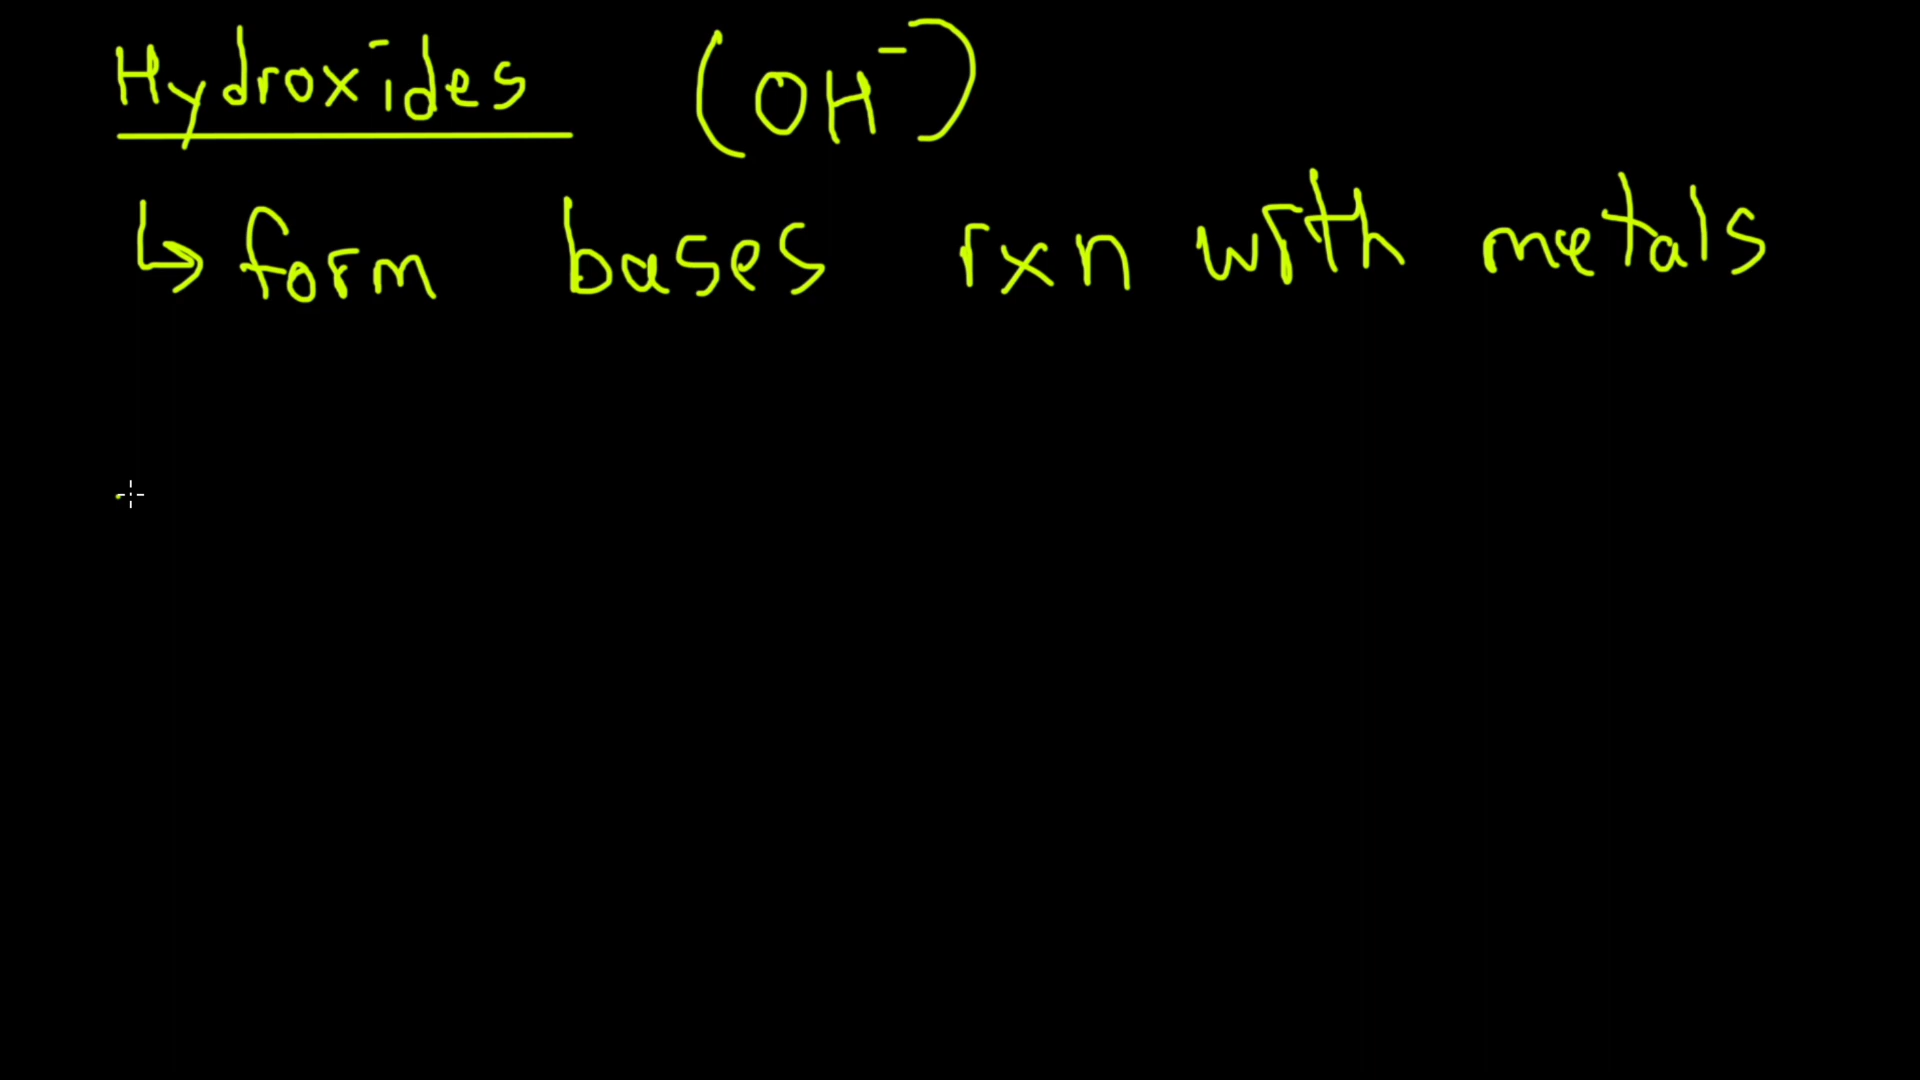 Hydroxides (OH⁻)
↳ form bases rxn with metals